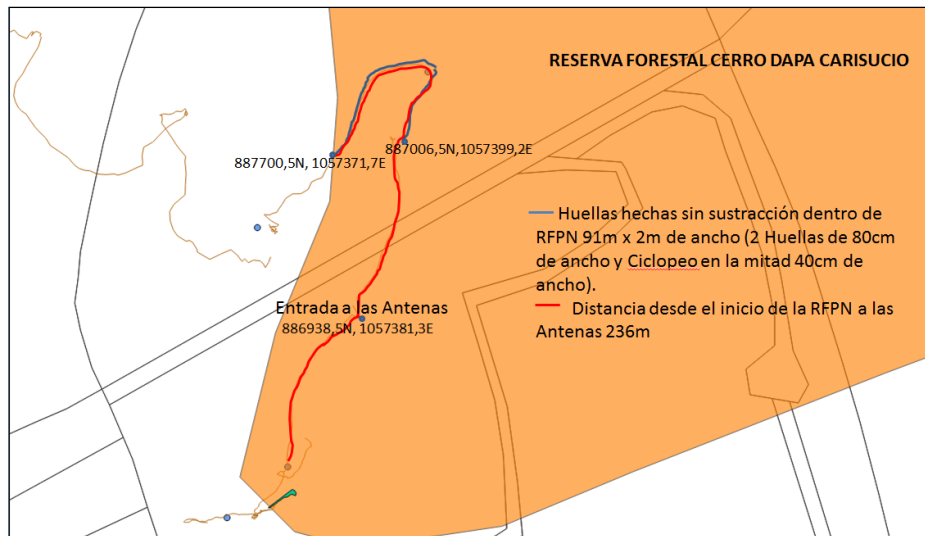 RESERVA FORESTAL CERRO DAPA CARISUCIO
887006,5N,1057399,2E
887700,5N, 1057371,7E
Huellas hechas sin sustracción dentro de
RFPN 91m x 2m de ancho (2 Huellas de 80cm
de ancho y Ciclopeo en la mitad 40cm de
ancho).
Distancia desde el inicio de la RFPN a las
Antenas 236m
Entrada a las Antenas
886938,5N, 1057381,3E